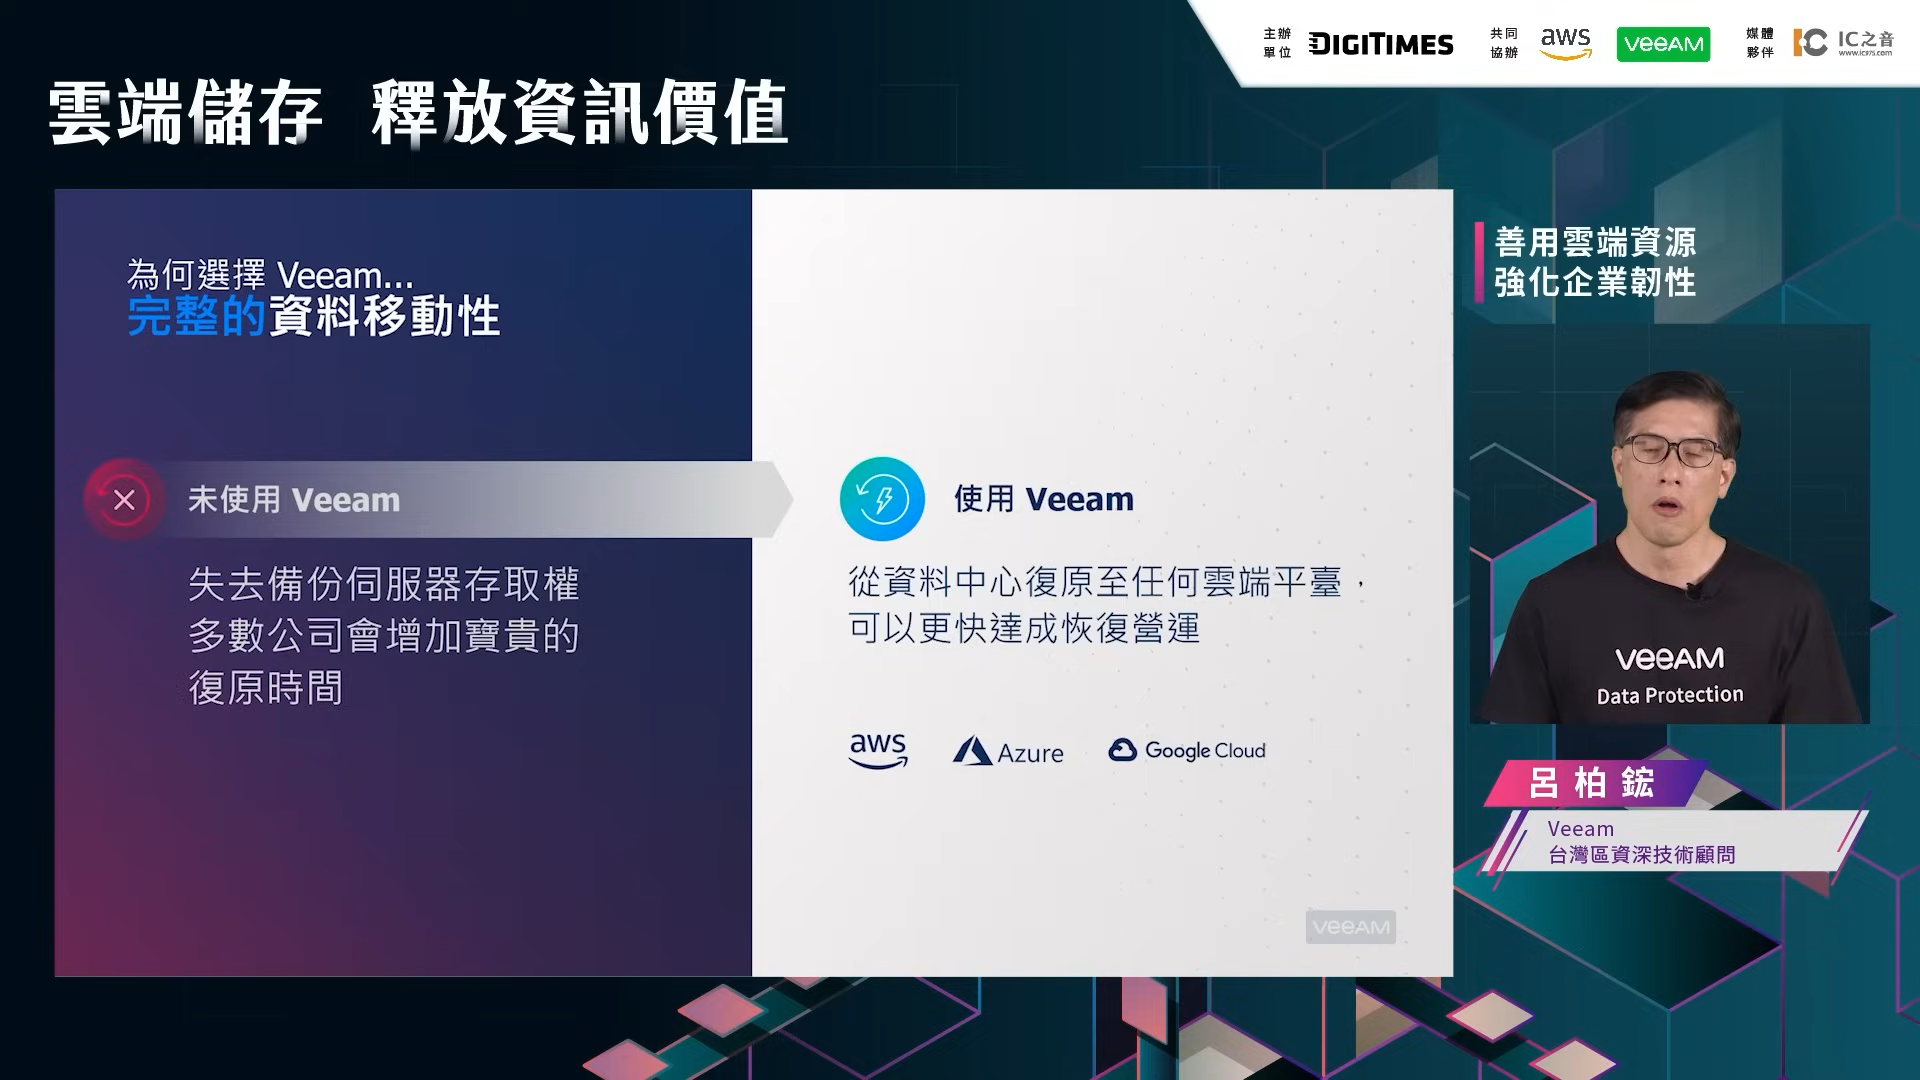 主辦
單位
DIGITIMES
共同
協辦
aws
veeAM
媒體
夥伴
IC之音
www.ic975.com
雲端儲存 釋放資訊價值
為何選擇 Veeam...
完整的資料移動性
未使用 Veeam
失去備份伺服器存取權
多數公司會增加寶貴的
復原時間
使用 Veeam
從資料中心復原至任何雲端平臺，
可以更快達成恢復營運
aws
Azure
Google Cloud
veeAM
善用雲端資源
強化企業韌性
veeAM
Data Protection
呂柏鋐
Veeam
台灣區資深技術顧問